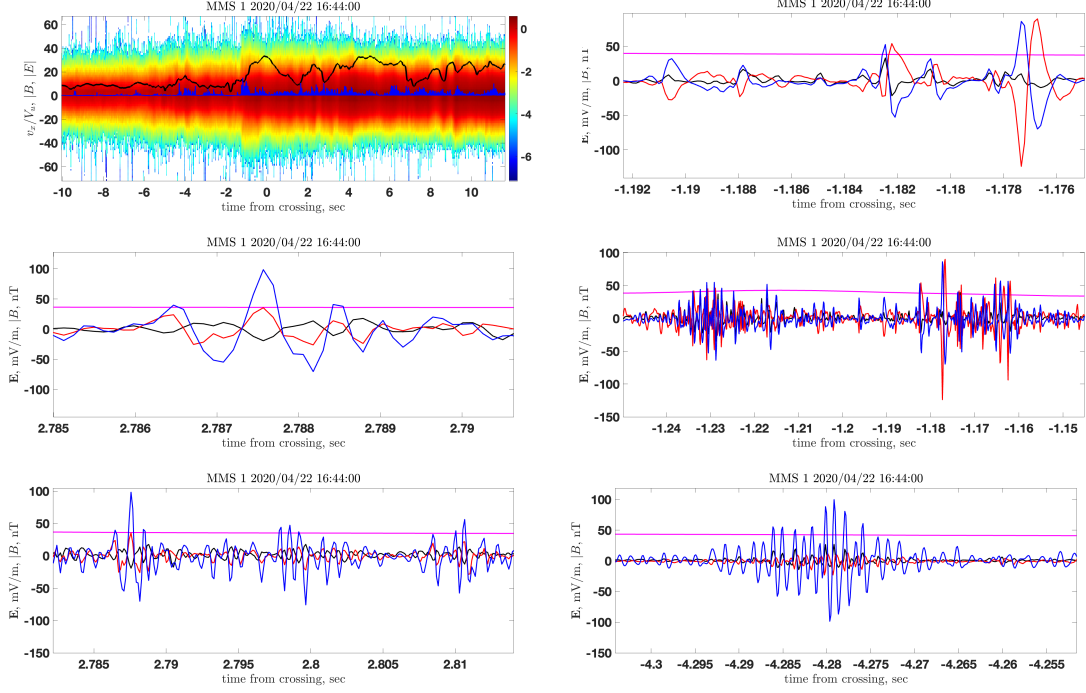 MMS 1 2020/04/22 16:44:00
v_x/V_u, |B|, |E|
60
40
20
0
-20
-40
-60
-10 -8 -6 -4 -2 0 2 4 6 8 10
time from crossing, sec
0
-2
-4
-6
MMS 1 2020/04/22 16:44:00
E, mV/m, |B|, nT
50
0
-50
-100
-1.192 -1.19 -1.188 -1.186 -1.184 -1.182 -1.18 -1.178 -1.176
time from crossing, sec
MMS 1 2020/04/22 16:44:00
E, mV/m, |B|, nT
100
50
0
-50
-100
2.785 2.786 2.787 2.788 2.789 2.79
time from crossing, sec
MMS 1 2020/04/22 16:44:00
E, mV/m, |B|, nT
100
50
0
-50
-100
-150
-1.24 -1.23 -1.22 -1.21 -1.2 -1.19 -1.18 -1.17 -1.16 -1.15
time from crossing, sec
MMS 1 2020/04/22 16:44:00
E, mV/m, |B|, nT
100
50
0
-50
-100
-150
2.785 2.79 2.795 2.8 2.805 2.81
time from crossing, sec
MMS 1 2020/04/22 16:44:00
E, mV/m, |B|, nT
100
50
0
-50
-100
-150
-4.3 -4.295 -4.29 -4.285 -4.28 -4.275 -4.27 -4.265 -4.26 -4.255
time from crossing, sec